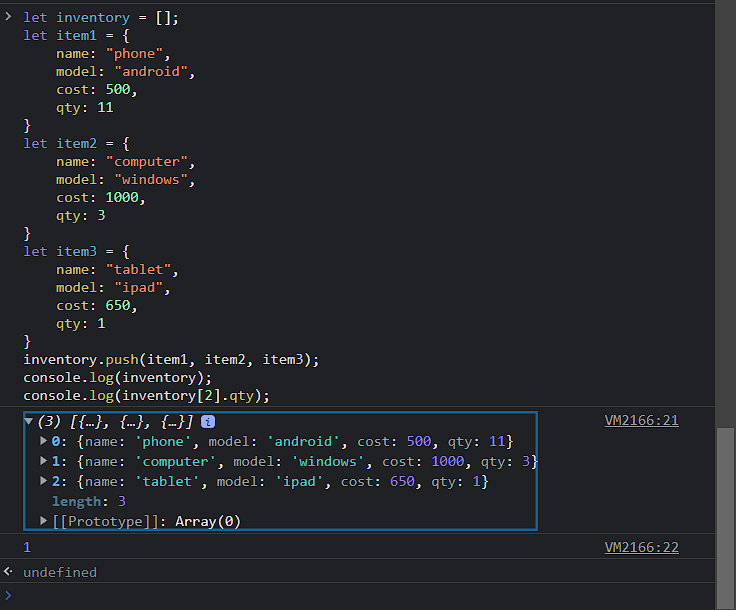 let inventory = [];
let item1 = {
    name: "phone",
    model: "android",
    cost: 500,
    qty: 11
}
let item2 = {
    name: "computer",
    model: "windows",
    cost: 1000,
    qty: 3
}
let item3 = {
    name: "tablet",
    model: "ipad",
    cost: 650,
    qty: 1
}
inventory.push(item1, item2, item3);
console.log(inventory);
console.log(inventory[2].qty);
(3) [{…}, {…}, {…}] i VM2166:21
0: {name: 'phone', model: 'android', cost: 500, qty: 11}
1: {name: 'computer', model: 'windows', cost: 1000, qty: 3}
2: {name: 'tablet', model: 'ipad', cost: 650, qty: 1}
length: 3
[[Prototype]]: Array(0)
1 VM2166:22
undefined